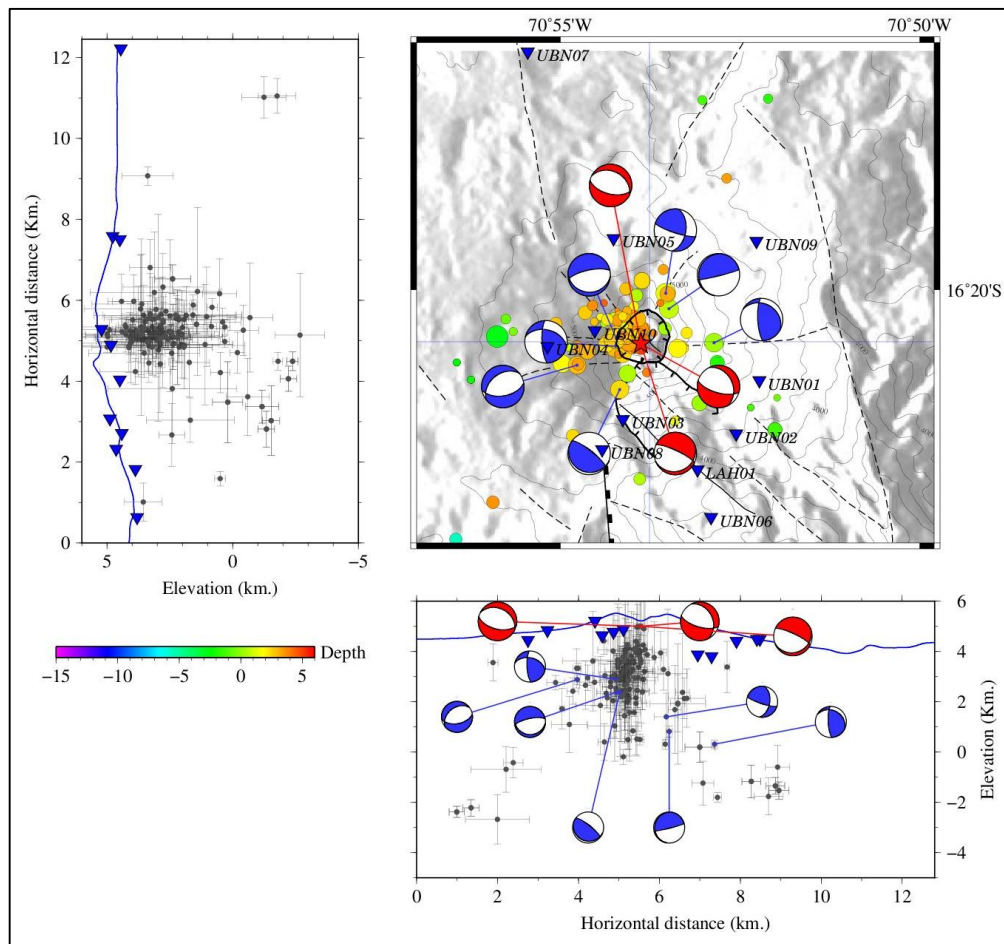 70°55'W
70°50'W
12
10
8
6
4
2
0
Horizontal distance (Km.)
5
0
−5
Elevation (km.)
UBN07
UBN05
UBN09
16°20'S
5000
UBN10
UBN04
UBN01
UBN03
UBN02
UBN08
LAH01
UBN06
−15
−10
−5
0
5
Depth
6
4
2
0
−2
−4
Elevation (Km.)
0
2
4
6
8
10
12
Horizontal distance (km.)